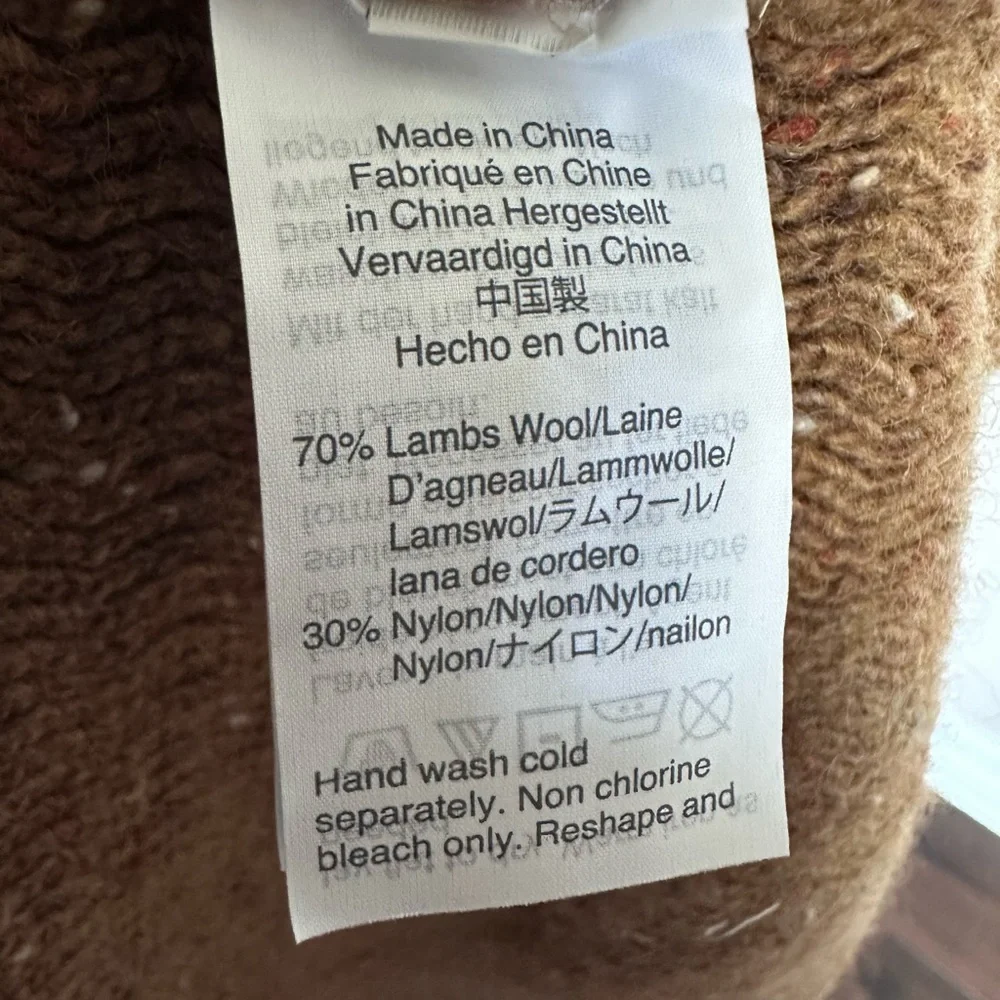 Made in China
Fabriqué en Chine
in China Hergestellt
Vervaardigd in China
中国製
Hecho en China
70% Lambs Wool/Laine
D'agneau/Lammwolle/
Lamswol/ラムウール/
lana de cordero
30% Nylon/Nylon/Nylon/
Nylon/ナイロン/nailon
Hand wash cold
separately. Non chlorine
bleach only. Reshape and